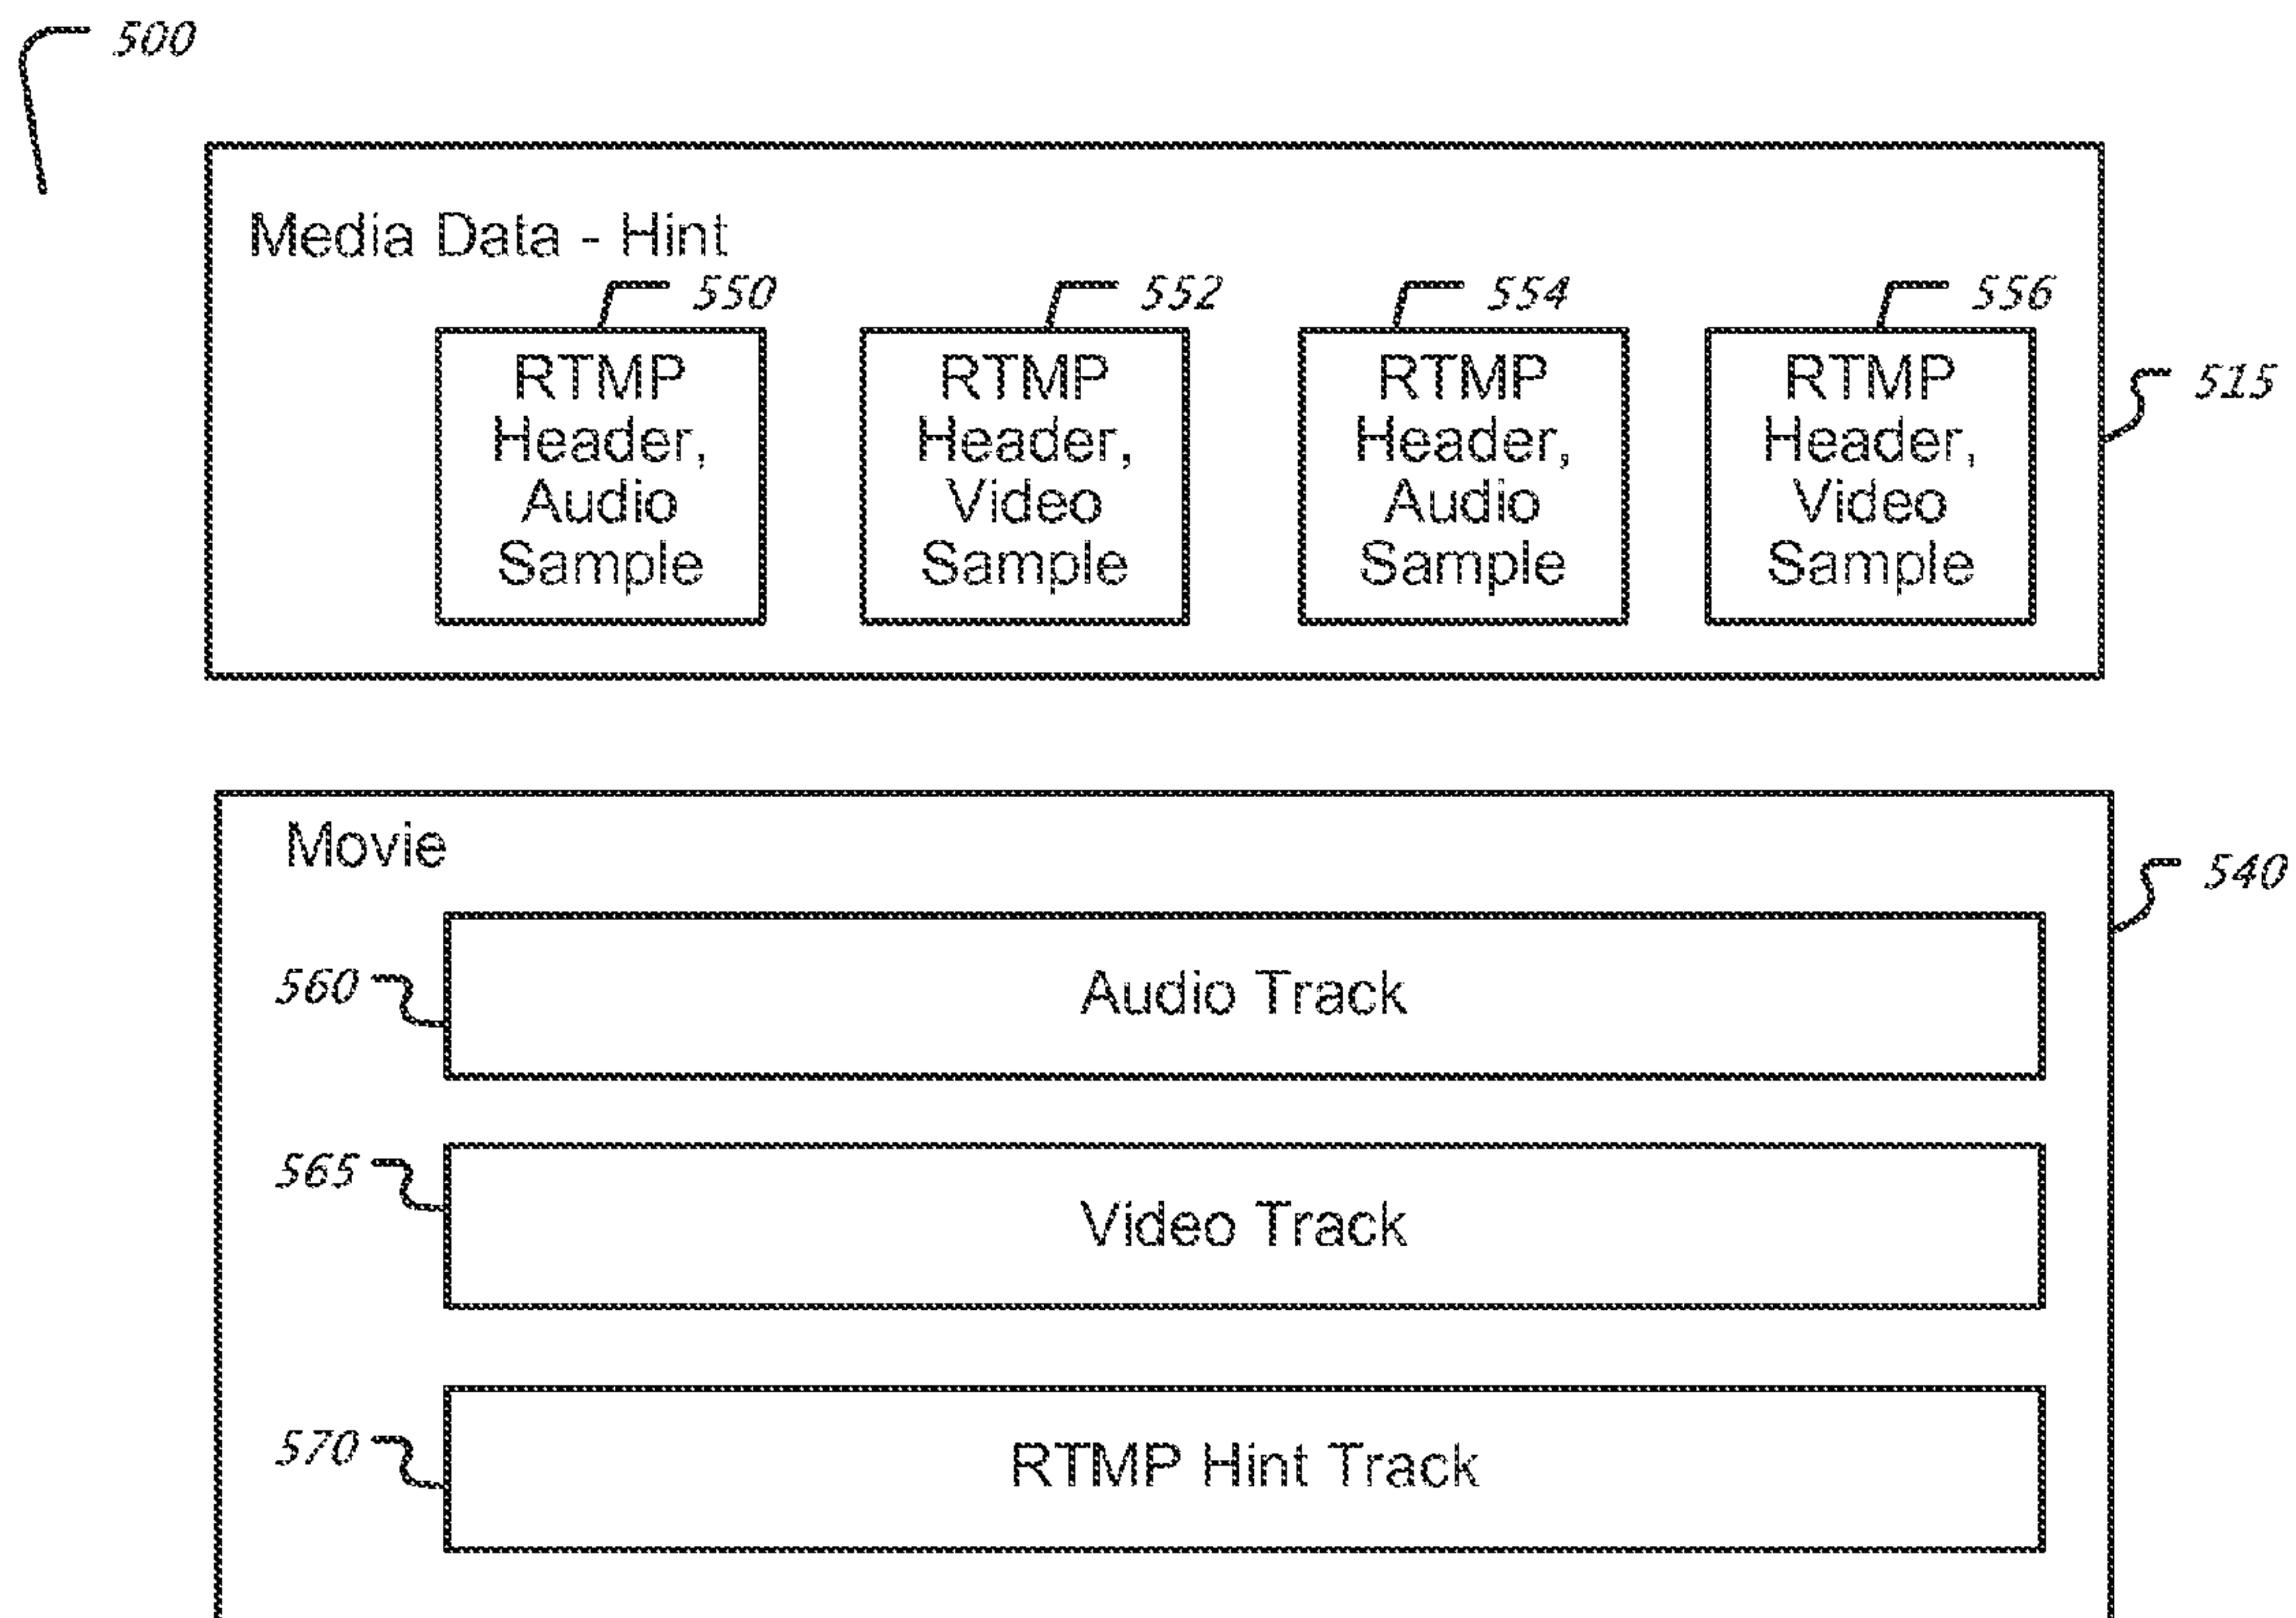 500
Media Data - Hint
550
552
554
556
RTMP
Header,
Audio
Sample
RTMP
Header,
Video
Sample
RTMP
Header,
Audio
Sample
RTMP
Header,
Video
Sample
515
Movie
540
560
Audio Track
565
Video Track
570
RTMP Hint Track